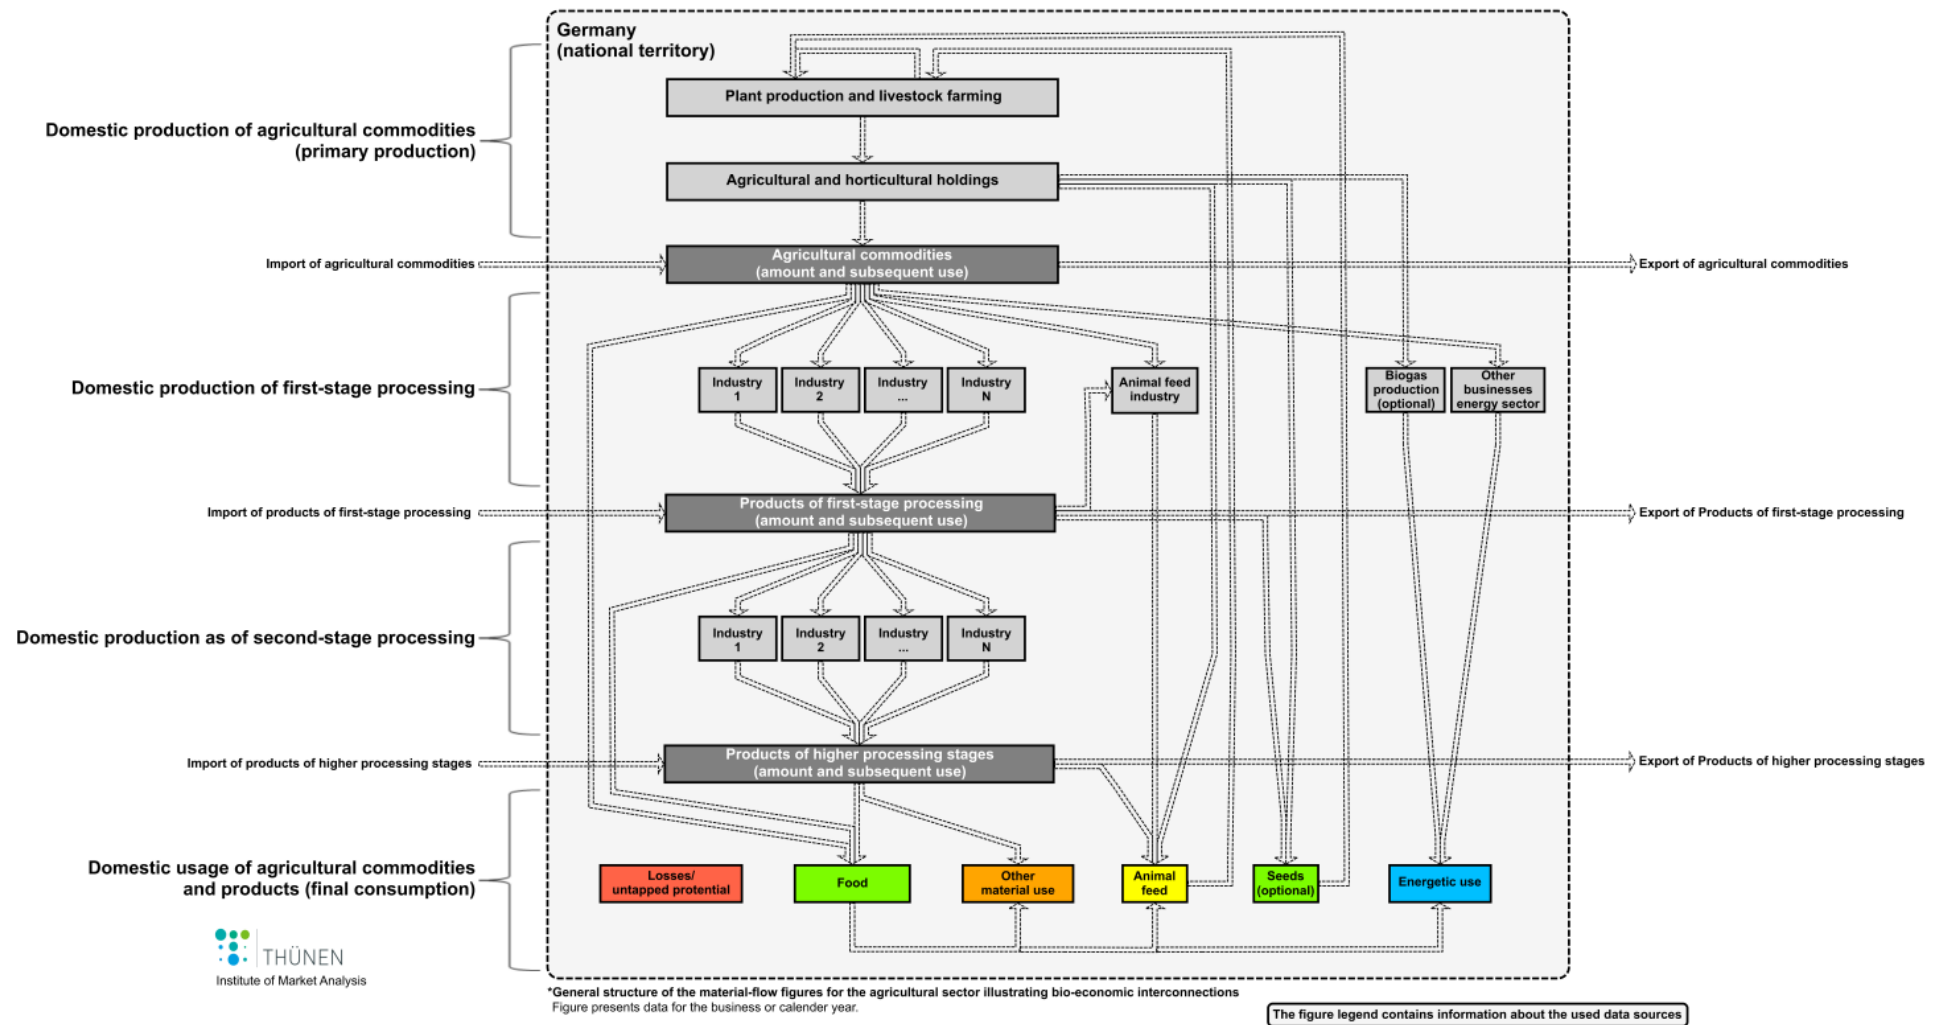 Germany
(national territory)
Plant production and livestock farming
Domestic production of agricultural commodities
(primary production)
Agricultural and horticultural holdings
Import of agricultural commodities
Agricultural commodities
(amount and subsequent use)
Export of agricultural commodities
Domestic production of first-stage processing
Industry
1
Industry
2
Industry
...
Industry
N
Animal feed
industry
Biogas
production
(optional)
Other
businesses
energy sector
Import of products of first-stage processing
Products of first-stage processing
(amount and subsequent use)
Export of Products of first-stage processing
Domestic production as of second-stage processing
Industry
1
Industry
2
Industry
...
Industry
N
Import of products of higher processing stages
Products of higher processing stages
(amount and subsequent use)
Export of Products of higher processing stages
Domestic usage of agricultural commodities
and products (final consumption)
Losses/
untapped protential
Food
Other
material use
Animal
feed
Seeds
(optional)
Energetic use
THÜNEN
Institute of Market Analysis
*General structure of the material-flow figures for the agricultural sector illustrating bio-economic interconnections
Figure presents data for the business or calender year.
The figure legend contains information about the used data sources